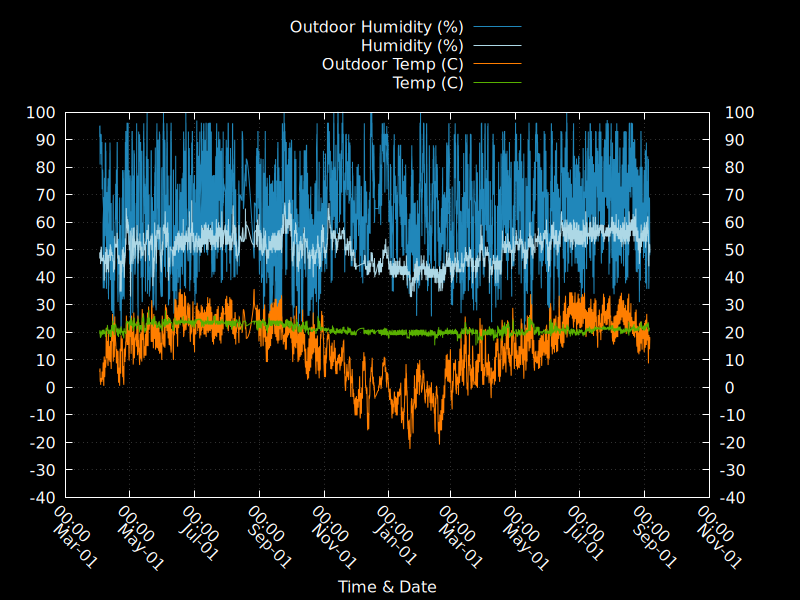 Outdoor Humidity (%)
Humidity (%)
Outdoor Temp (C)
Temp (C)
100 100
90 90
80 80
70 70
60 60
50 50
40 40
30 30
20 20
10 10
0 0
-10 -10
-20 -20
-30 -30
-40 -40
00:00 00:00 00:00 00:00 00:00 00:00 00:00 00:00 00:00 00:00 00:00
Mar-01 May-01 Jul-01 Sep-01 Nov-01 Jan-01 Mar-01 May-01 Jul-01 Sep-01 Nov-01
Time & Date